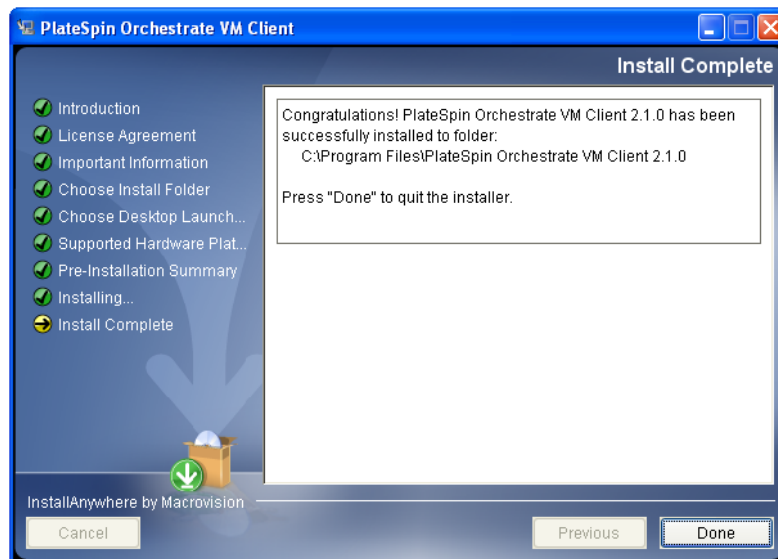 PlateSpin Orchestrate VM Client
Install Complete
Introduction
License Agreement
Important Information
Choose Install Folder
Choose Desktop Launch...
Supported Hardware Plat...
Pre-Installation Summary
Installing...
Install Complete
Congratulations! PlateSpin Orchestrate VM Client 2.1.0 has been
successfully installed to folder:
C:\Program Files\PlateSpin Orchestrate VM Client 2.1.0
Press "Done" to quit the installer.
InstallAnywhere by Macrovision
Cancel
Previous
Done